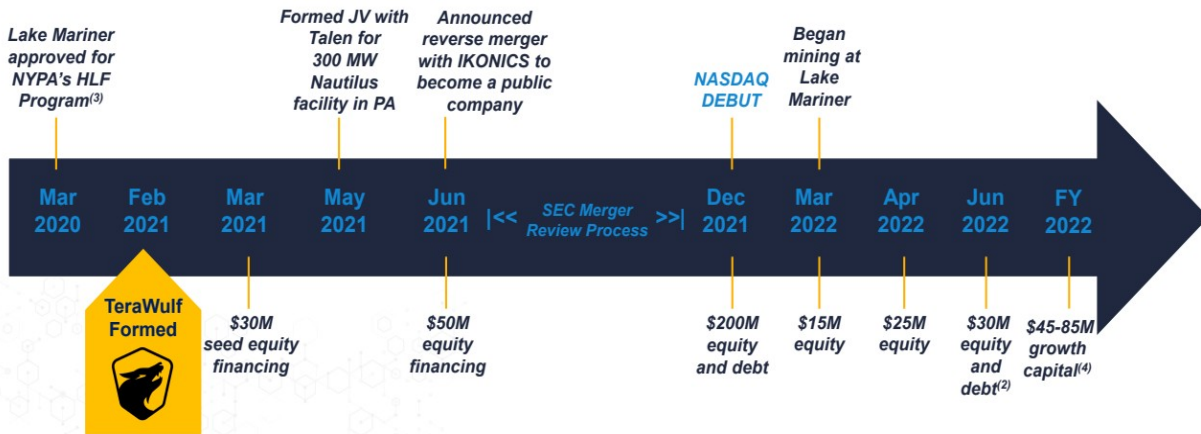 Lake Mariner
approved for
NYPA's HLF
Program(3)
Formed JV with
Talen for
300 MW
Nautilus
facility in PA
Announced
reverse merger
with IKONICS to
become a public
company
NASDAQ
DEBUT
Began
mining at
Lake
Mariner
Mar
2020
Feb
2021
Mar
2021
May
2021
Jun
2021
|<<
SEC Merger
Review Process
>>|
Dec
2021
Mar
2022
Apr
2022
Jun
2022
FY
2022
TeraWulf
Formed
$30M
seed equity
financing
$50M
equity
financing
$200M
equity
and debt
$15M
equity
$25M
equity
$30M
equity
and
debt(2)
$45-85M
growth
capital(4)